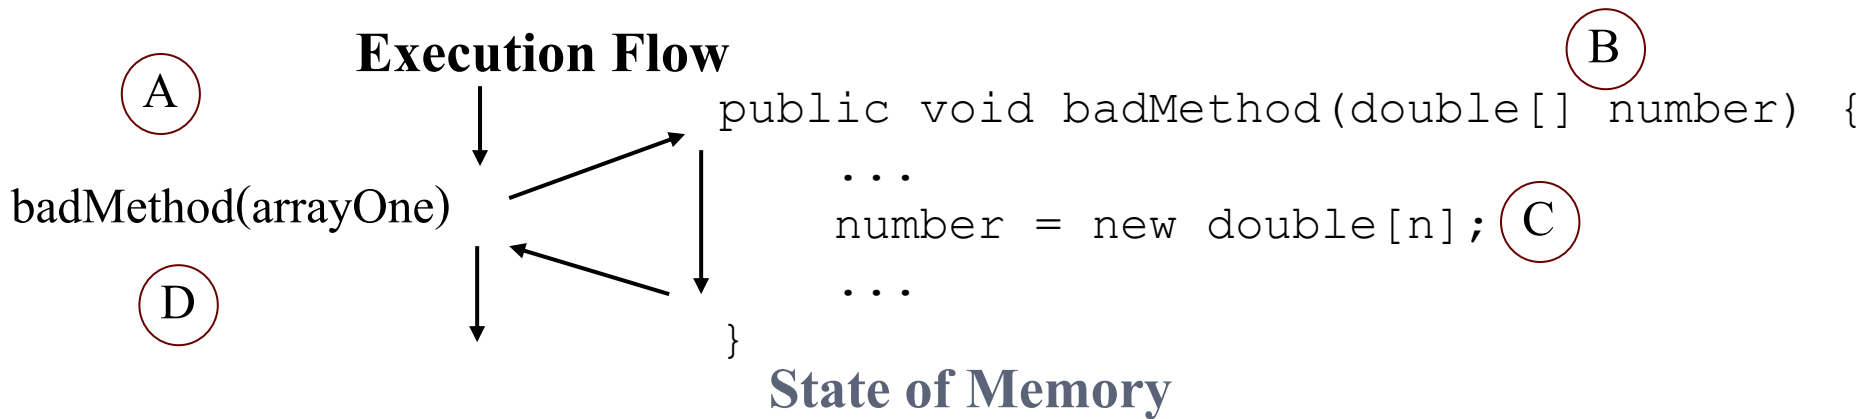 Execution Flow
A
B
public void badMethod(double[] number) {
...
badMethod(arrayOne)
number = new double[n];
C
...
D
}
State of Memory